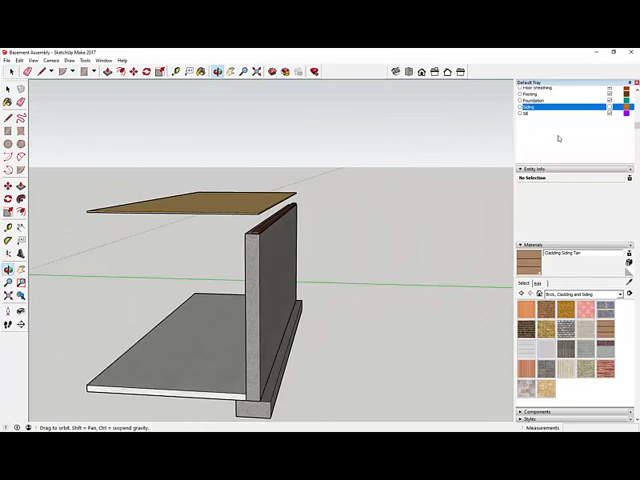 Basement Assembly - SketchUp Make 2017
File Edit View Camera Draw Tools Window Help
Default Tray
Floor Sheathing
Footing
Foundation
Siding
Sill
Entity Info
No Selection
Materials
Cladding Siding Tan
Select Edit
Brick, Cladding and Siding
Components
Styles
Drag to orbit. Shift = Pan, Ctrl = suspend gravity.
Measurements